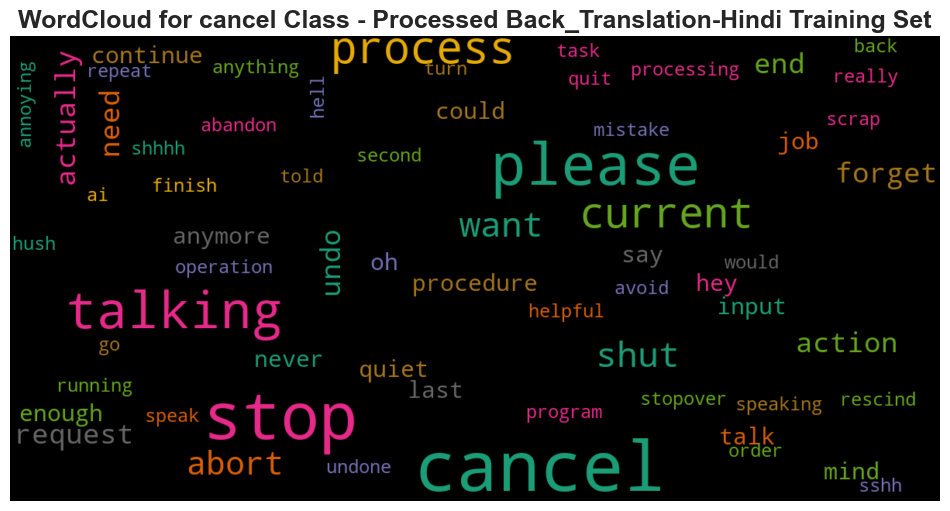 WordCloud for cancel Class - Processed Back_Translation-Hindi Training Set
process
continue
task
back
end
anything
repeat
turn
quit
processing
really
annoying
actually
need
hell
could
abandon
scrap
mistake
shhhh
second
job
please
told
forget
finish
ai
current
want
anymore
hush
undo
operation
oh
say
would
procedure
avoid
hey
input
helpful
talking
go
action
never
shut
quiet
running
last
stopover
speaking
rescind
enough
speak
stop
program
request
talk
order
abort
undone
cancel
mind
sshh